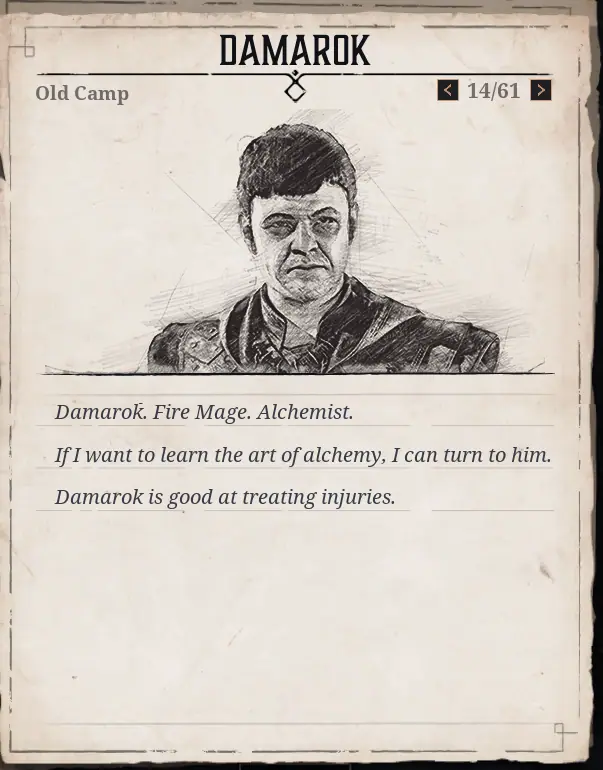 DAMAROK
Old Camp
14/61
Damarok. Fire Mage. Alchemist.
If I want to learn the art of alchemy, I can turn to him.
Damarok is good at treating injuries.